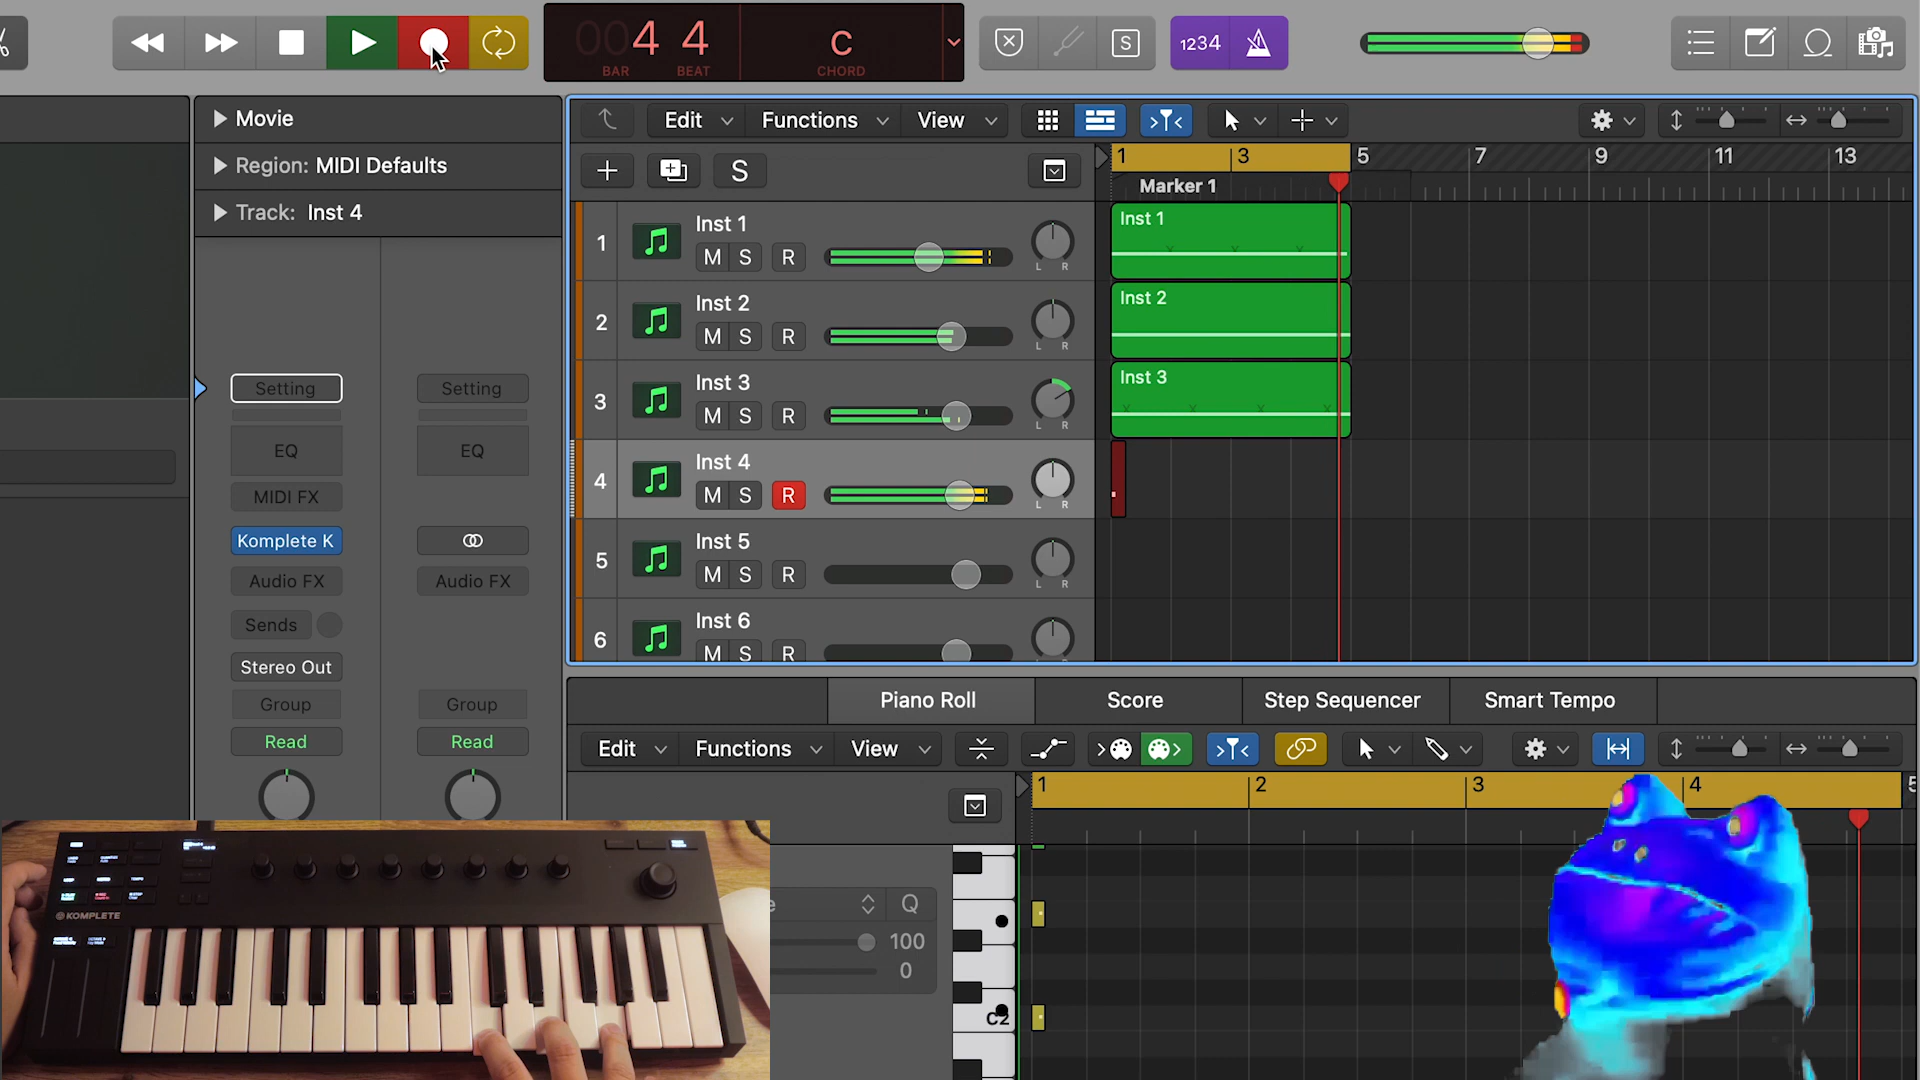 004 4 C
BAR BEAT CHORD
S 1234
Movie
Region: MIDI Defaults
Track: Inst 4
Edit Functions View
S
1 3 5 7 9 11 13
Marker 1
1 Inst 1 M S R L R
2 Inst 2 M S R L R
3 Inst 3 M S R L R
4 Inst 4 M S R L R
5 Inst 5 M S R L R
6 Inst 6 M S R
Inst 1
Inst 2
Inst 3
Setting Setting
EQ EQ
MIDI FX
Komplete K
Audio FX Audio FX
Sends
Stereo Out
Group Group
Read Read
Piano Roll Score Step Sequencer Smart Tempo
Edit Functions View
1 2 3 4 5
e Q
100
0
C2
KOMPLETE